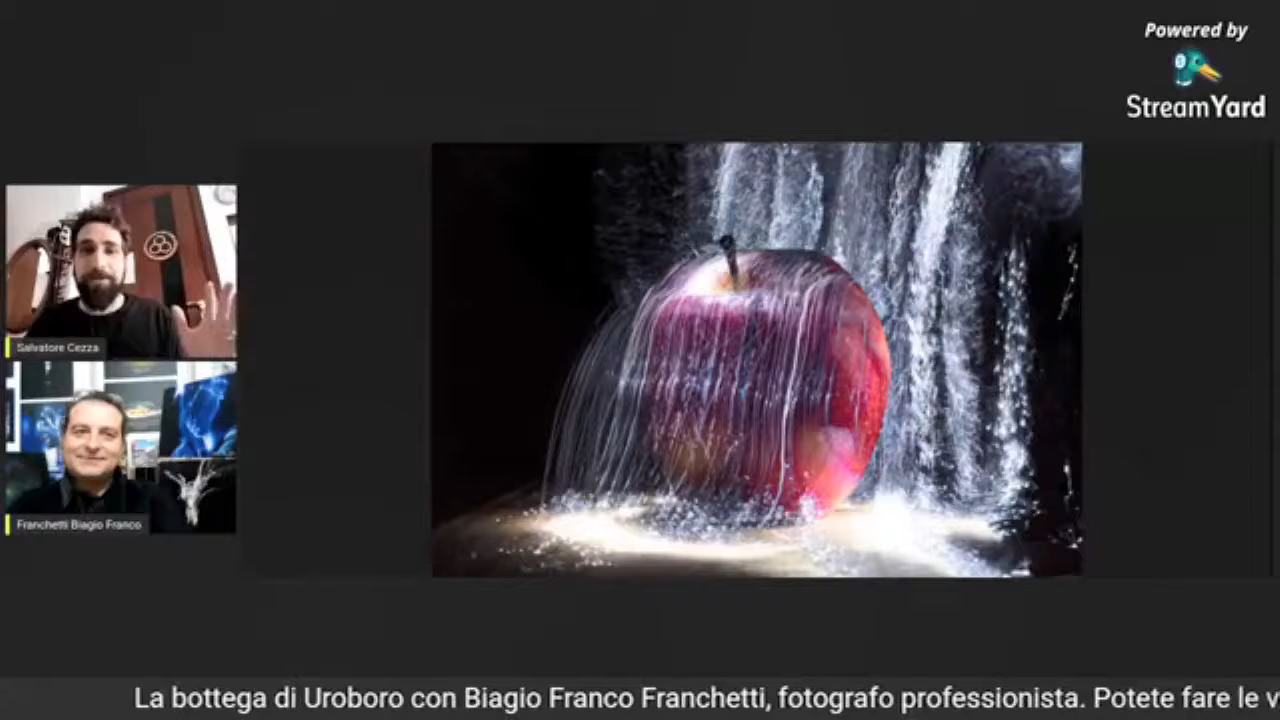 Powered by
StreamYard
Salvatore Cezza
Franchetti Biagio Franco
La bottega di Uroboro con Biagio Franco Franchetti, fotografo professionista. Potete fare le